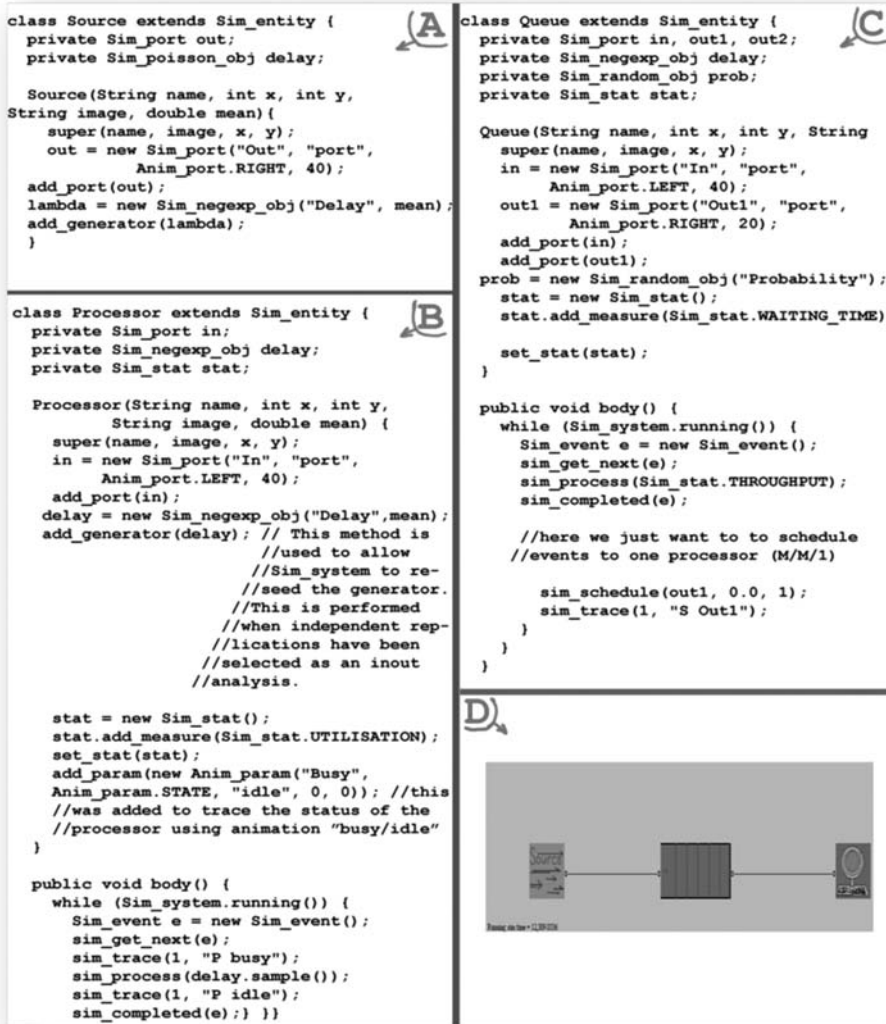 A
class Source extends Sim_entity {
private Sim_port out;
private Sim_poisson_obj delay;
Source(String name, int x, int y,
String image, double mean){
super(name, image, x, y);
out = new Sim_port("Out", "port",
Anim_port.RIGHT, 40);
add_port(out);
lambda = new Sim_negexp_obj("Delay", mean);
add_generator(lambda);
}
B
class Processor extends Sim_entity {
private Sim_port in;
private Sim_negexp_obj delay;
private Sim_stat stat;
Processor(String name, int x, int y,
String image, double mean) {
super(name, image, x, y);
in = new Sim_port("In", "port",
Anim_port.LEFT, 40);
add_port(in);
delay = new Sim_negexp_obj("Delay",mean);
add_generator(delay); // This method is
//used to allow
//Sim_system to re-
//seed the generator.
//This is performed
//when independent rep-
//lications have been
//selected as an inout
//analysis.
stat = new Sim_stat();
stat.add_measure(Sim_stat.UTILISATION);
set_stat(stat);
add_param(new Anim_param("Busy",
Anim_param.STATE, "idle", 0, 0)); //this
//was added to trace the status of the
//processor using animation "busy/idle"
}
public void body() {
while (Sim_system.running()) {
Sim_event e = new Sim_event();
sim_get_next(e);
sim_trace(1, "P busy");
sim_process(delay.sample());
sim_trace(1, "P idle");
sim_completed(e);} }}
C
class Queue extends Sim_entity {
private Sim_port in, out1, out2;
private Sim_negexp_obj delay;
private Sim_random_obj prob;
private Sim_stat stat;
Queue(String name, int x, int y, String
super(name, image, x, y);
in = new Sim_port("In", "port",
Anim_port.LEFT, 40);
out1 = new Sim_port("Out1", "port",
Anim_port.RIGHT, 20);
add_port(in);
add_port(out1);
prob = new Sim_random_obj("Probability");
stat = new Sim_stat();
stat.add_measure(Sim_stat.WAITING_TIME)
set_stat(stat);
}
public void body() {
while (Sim_system.running()) {
Sim_event e = new Sim_event();
sim_get_next(e);
sim_process(Sim_stat.THROUGHPUT);
sim_completed(e);
//here we just want to to schedule
//events to one processor (M/M/1)
sim_schedule(out1, 0.0, 1);
sim_trace(1, "S Out1");
}
}
}
D
Source